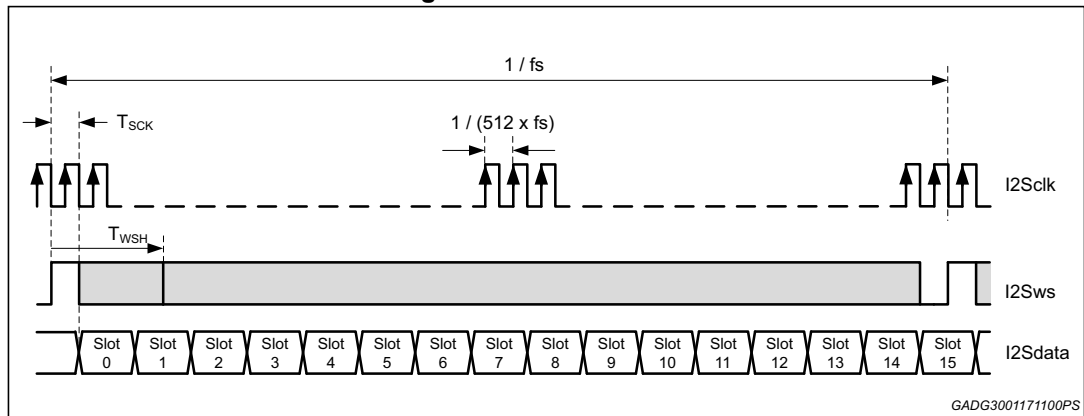 1 / fs
TSCK
1 / (512 x fs)
I2Sclk
TWSH
I2Sws
Slot 0
Slot 1
Slot 2
Slot 3
Slot 4
Slot 5
Slot 6
Slot 7
Slot 8
Slot 9
Slot 10
Slot 11
Slot 12
Slot 13
Slot 14
Slot 15
I2Sdata
GADG3001171100PS